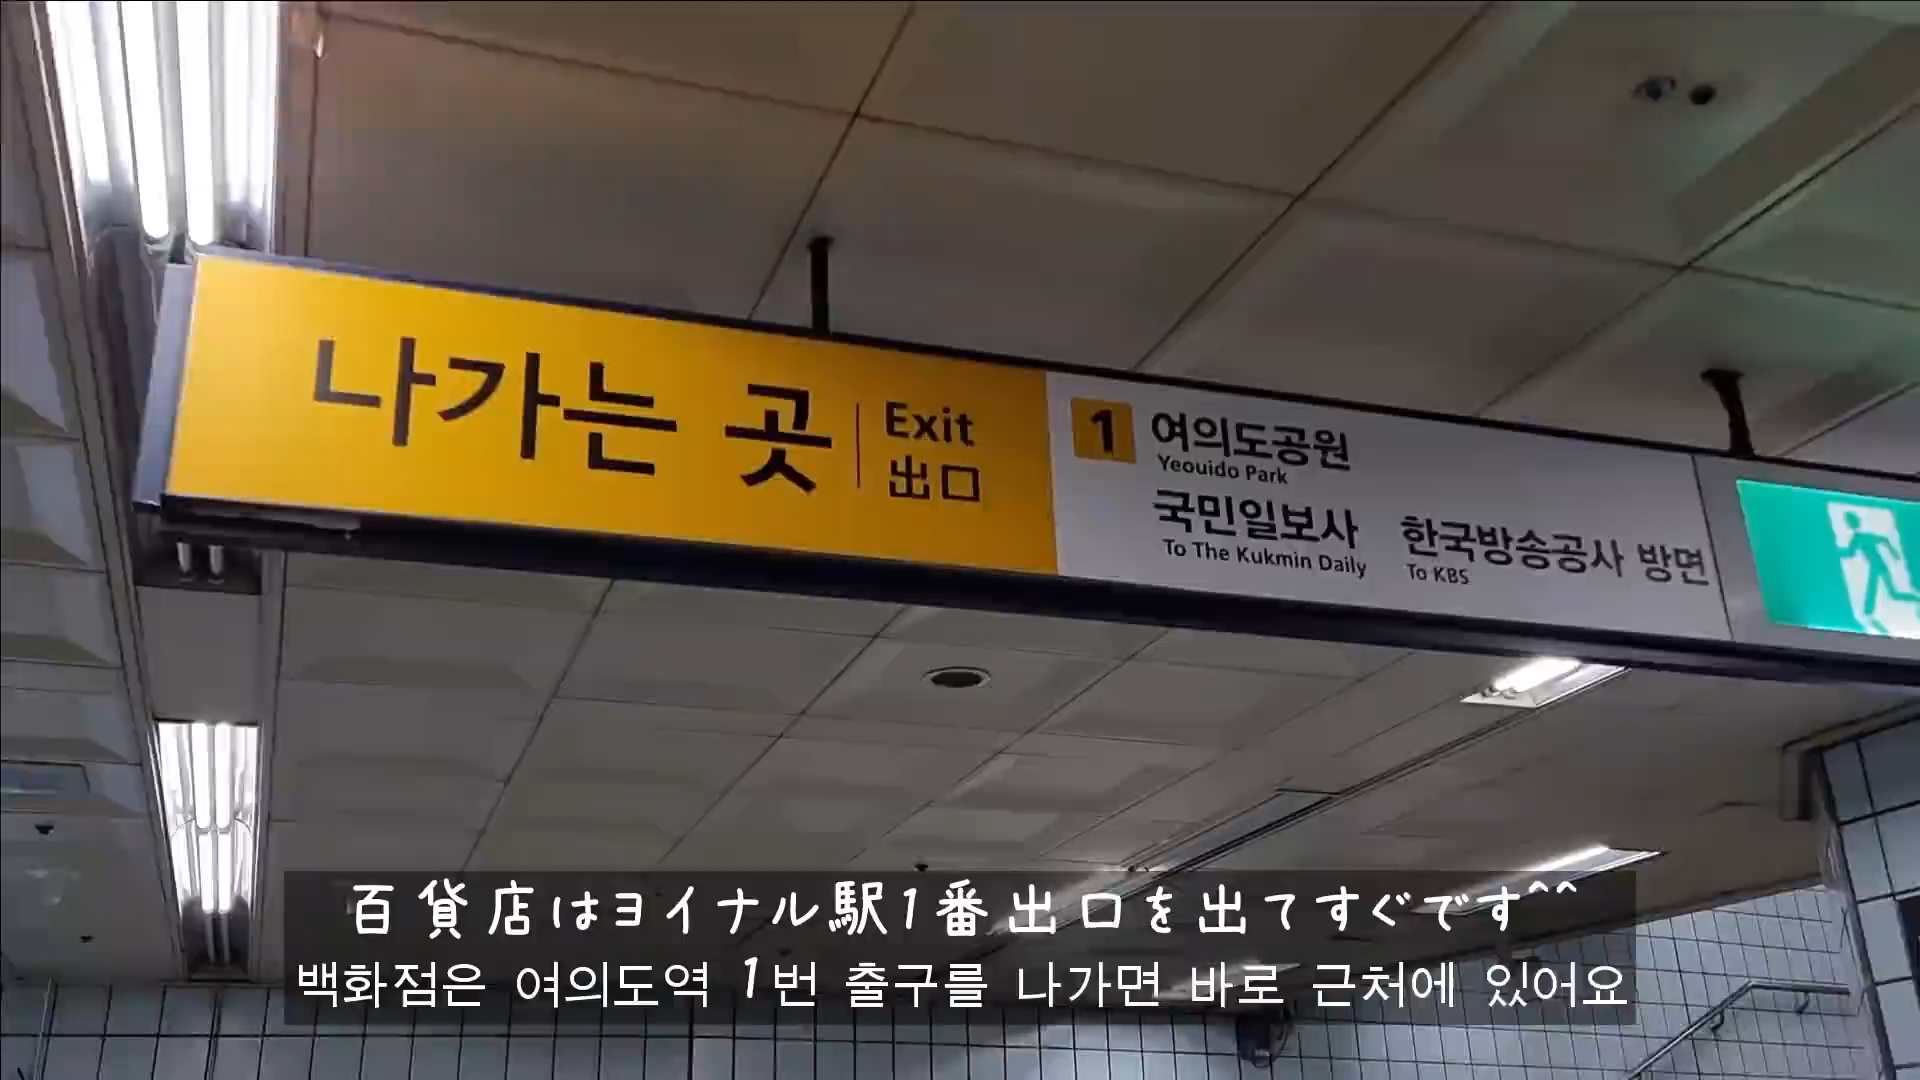 나가는 곳
Exit
出口
1 여의도공원
Yeouido Park
국민일보사 한국방송공사 방면
To The Kukmin Daily To KBS
百貨店はヨイナル駅1番出口を出てすぐです^^
백화점은 여의도역 1번 출구를 나가면 바로 근처에 있어요